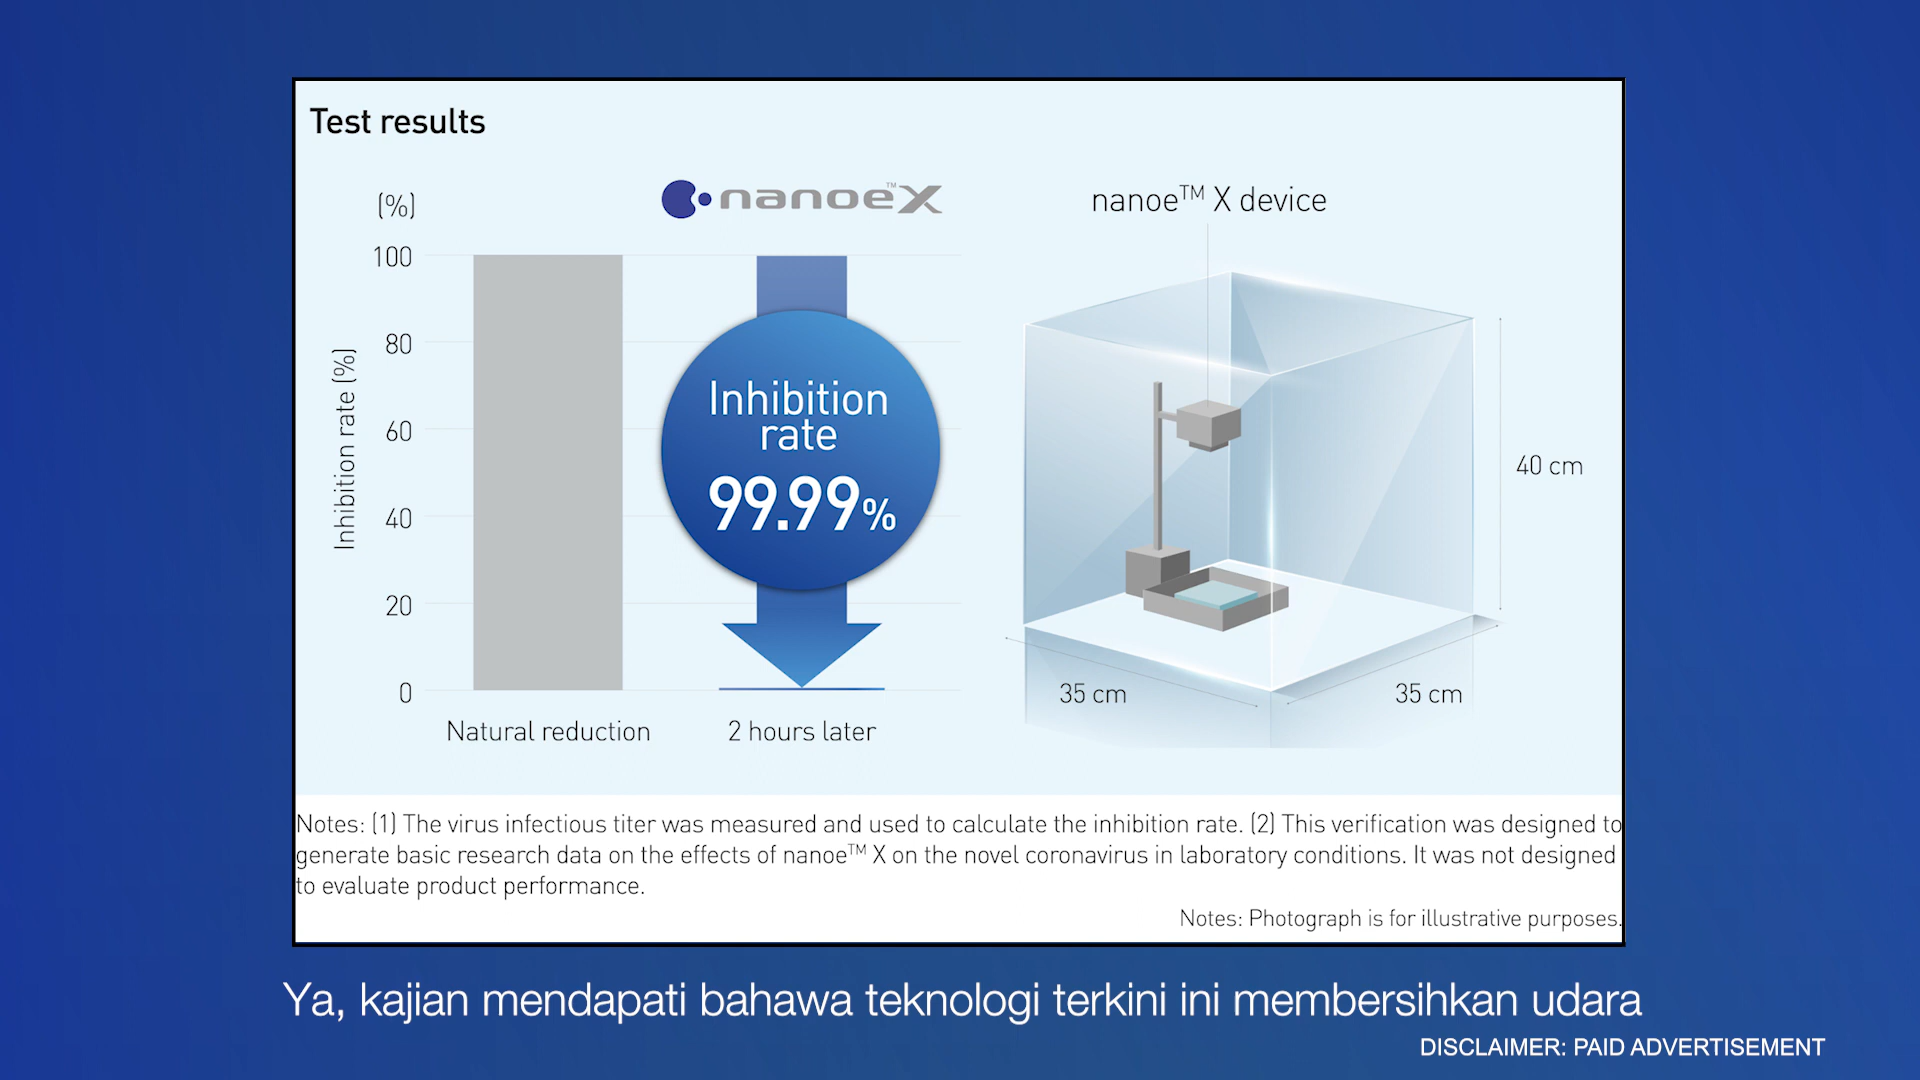 Test results
(%)
nanoe™X
nanoe™ X device
100
80
60
40
20
0
Inhibition rate (%)
Inhibition
rate
99.99%
40 cm
35 cm
35 cm
Natural reduction
2 hours later
Notes: (1) The virus infectious titer was measured and used to calculate the inhibition rate. (2) This verification was designed to
generate basic research data on the effects of nanoe™ X on the novel coronavirus in laboratory conditions. It was not designed
to evaluate product performance.
Notes: Photograph is for illustrative purposes.
Ya, kajian mendapati bahawa teknologi terkini ini membersihkan udara
DISCLAIMER: PAID ADVERTISEMENT